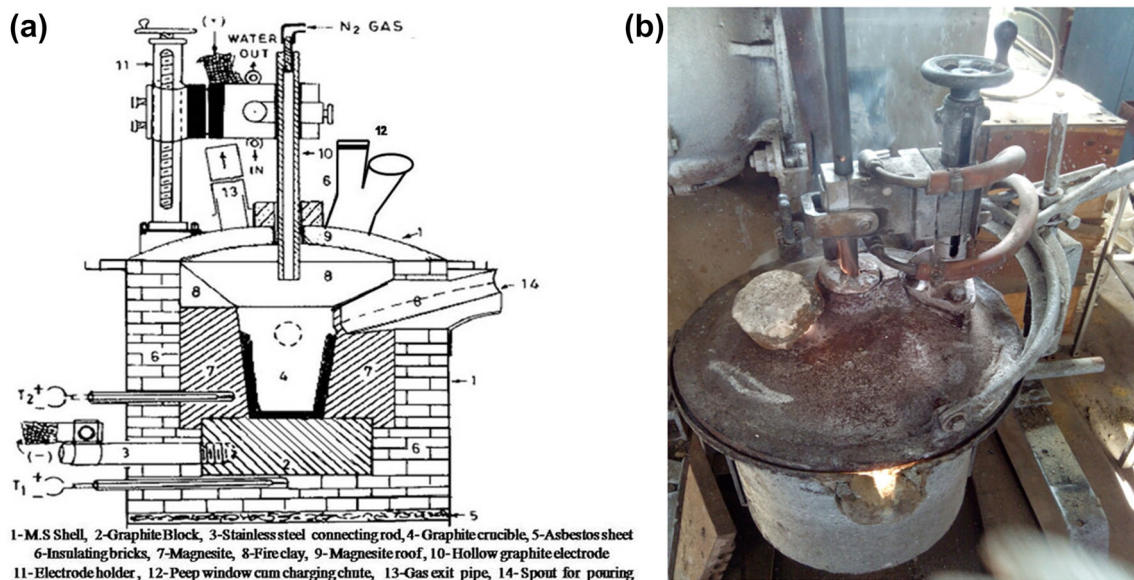 (a)
(b)
(+)
N2 GAS
WATER
OUT
11
12
10
6
IN
13
9
1
8
8
8
14
6
7
4
7
1
T2 +
−
(−)
3
2
6
T1 +
−
5
1-M.S Shell, 2-Graphite Block, 3-Stainless steel connecting rod, 4-Graphite crucible, 5-Asbestos sheet
6-Insulating bricks, 7-Magnesite, 8-Fire clay, 9-Magnesite roof, 10-Hollow graphite electrode
11-Electrode holder, 12-Peep window cum charging chute, 13-Gas exit pipe, 14-Spout for pouring